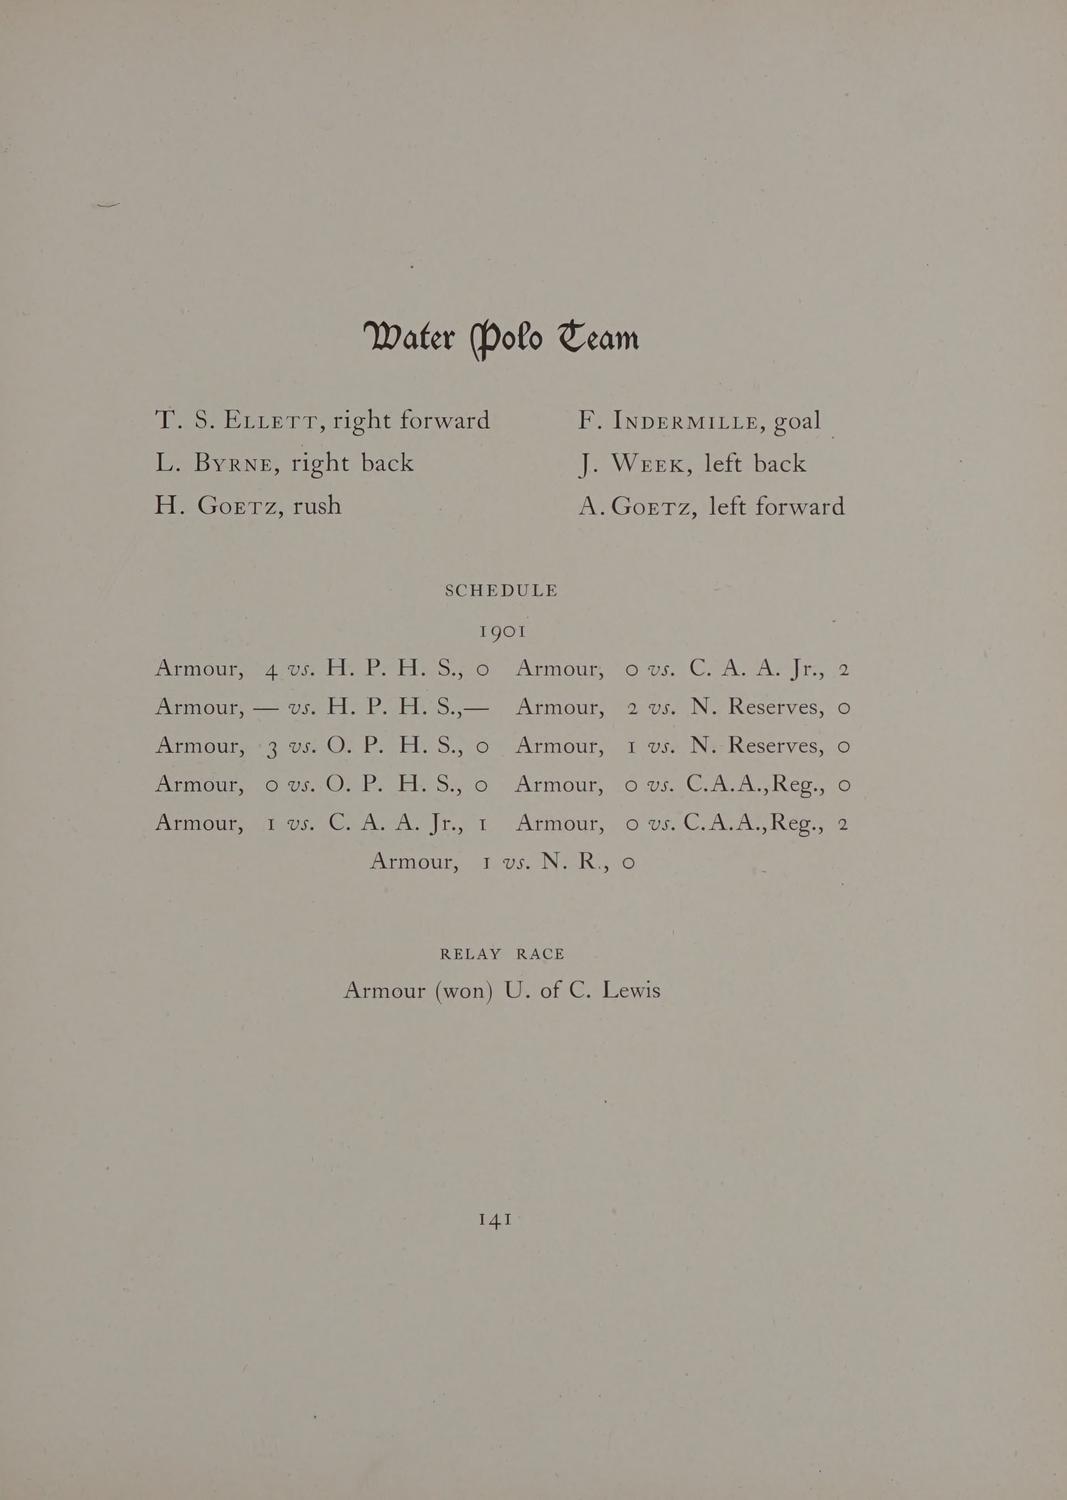 Water Polo Team
T. S. Ellett, right forward F. Indermille, goal
L. Byrne, right back J. Week, left back
H. Goetz, rush A. Goetz, left forward
SCHEDULE
1901
Armour, 4 vs. H. P. H. S., 0 Armour, 0 vs. C. A. A. Jr., 2
Armour, — vs. H. P. H. S.,— Armour, 2 vs. N. Reserves, 0
Armour, 3 vs. O. P. H. S., 0 Armour, 1 vs. N. Reserves, 0
Armour, 0 vs. O. P. H. S., 0 Armour, 0 vs. C.A.A.,Reg., 0
Armour, 1 vs. C. A. A. Jr., 1 Armour, 0 vs. C.A.A.,Reg., 2
Armour, 1 vs. N. R., 0
RELAY RACE
Armour (won) U. of C. Lewis
141